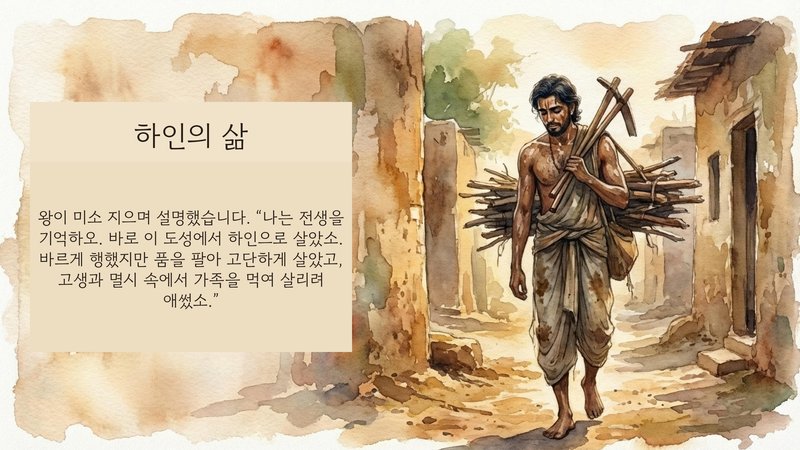 하인의 삶
왕이 미소 지으며 설명했습니다. “나는 전생을
기억하오. 바로 이 도성에서 하인으로 살았소.
바르게 행했지만 품을 팔아 고단하게 살았고,
고생과 멸시 속에서 가족을 먹여 살리려
애썼소.”